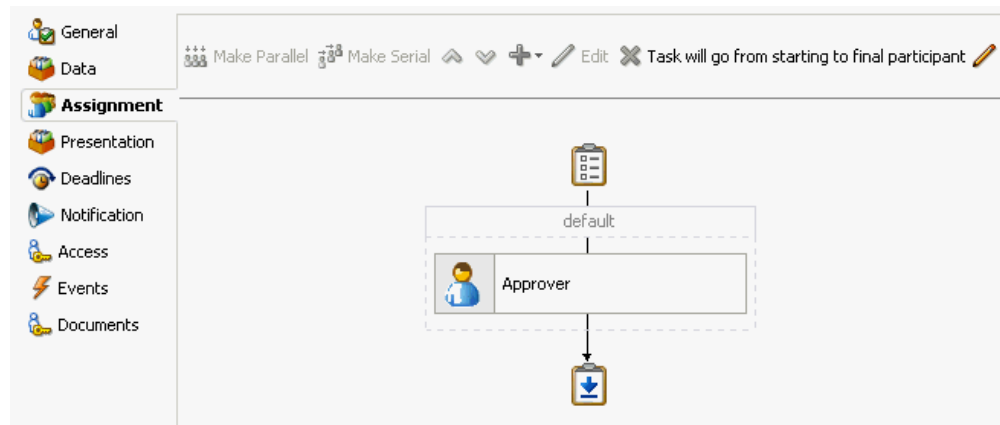 General
Data
Assignment
Presentation
Deadlines
Notification
Access
Events
Documents
Make Parallel Make Serial Edit Task will go from starting to final participant
default
Approver